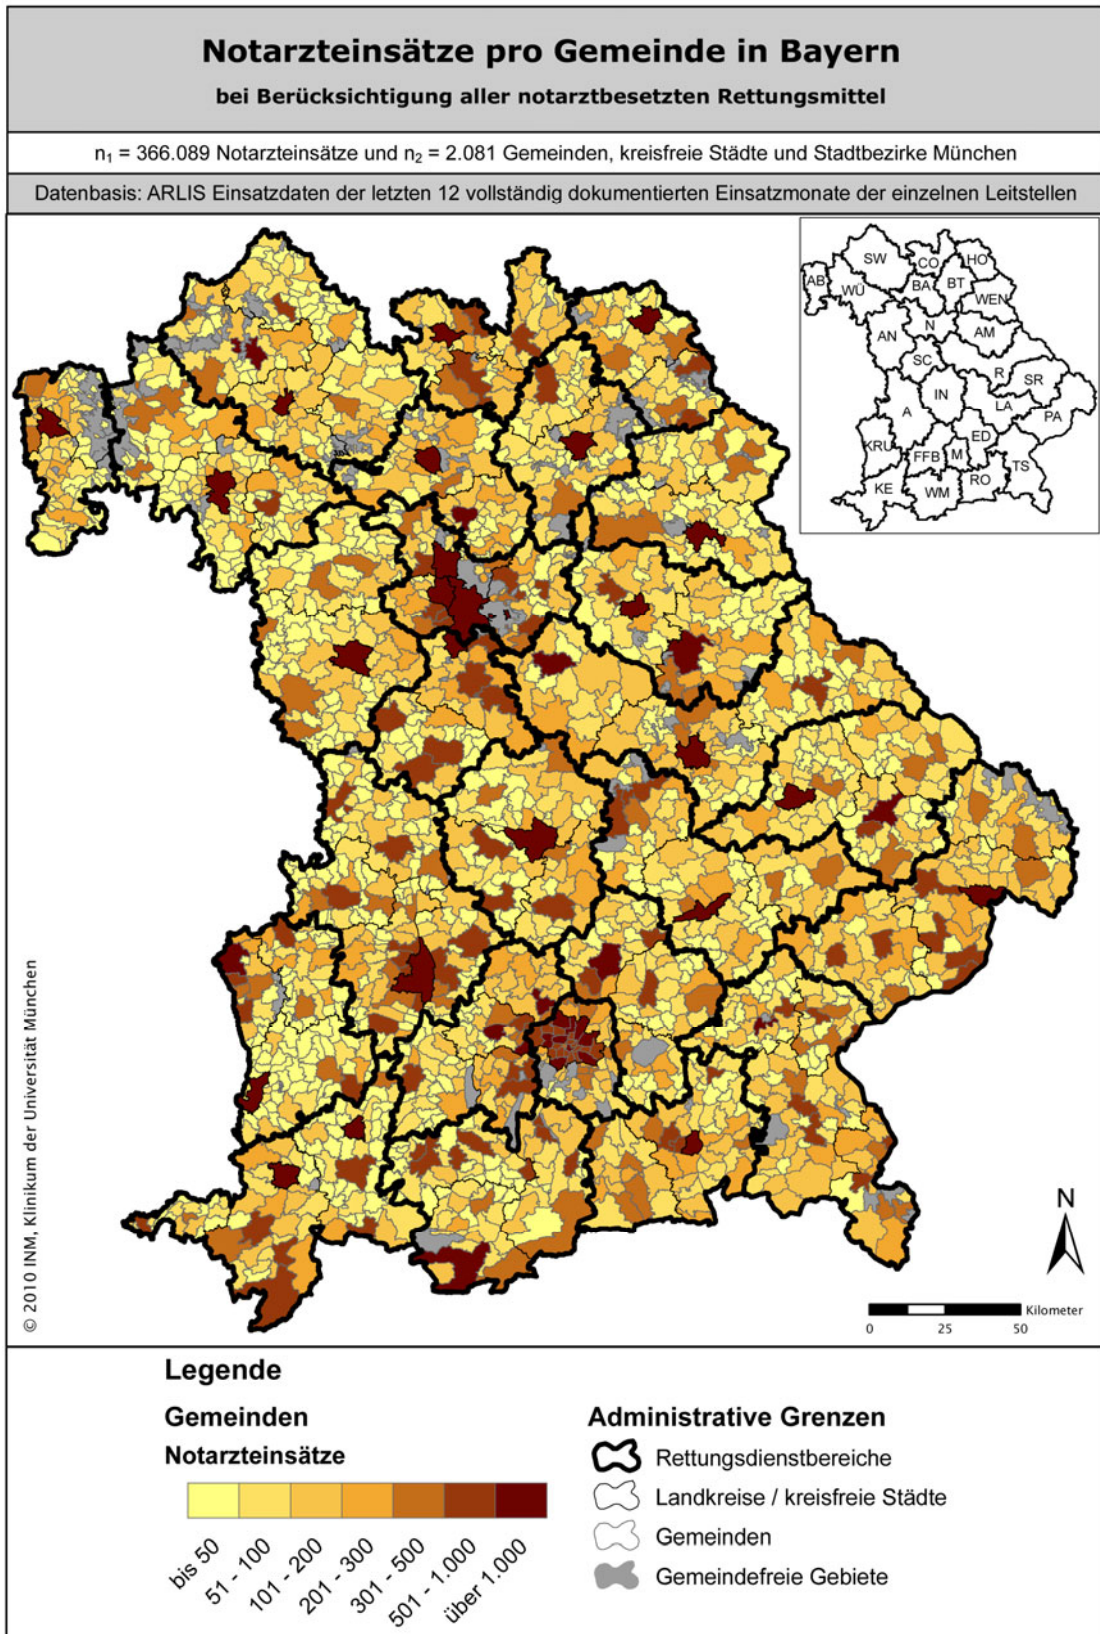 Notarzteinsätze pro Gemeinde in Bayern
bei Berücksichtigung aller notarztbesetzten Rettungsmittel
n₁ = 366.089 Notarzteinsätze und n₂ = 2.081 Gemeinden, kreisfreie Städte und Stadtbezirke München
Datenbasis: ARLIS Einsatzdaten der letzten 12 vollständig dokumentierten Einsatzmonate der einzelnen Leitstellen
SW
CO
HO
AB
WÜ
BA
BT
WEN
AN
N
AM
SC
R
SR
IN
A
LA
PA
KRU
ED
FFB
M
TS
KE
WM
RO
© 2010 INM, Klinikum der Universität München
N
Kilometer
0 25 50
Legende
Gemeinden
Notarzteinsätze
bis 50
51 - 100
101 - 200
201 - 300
301 - 500
501 - 1.000
über 1.000
Administrative Grenzen
Rettungsdienstbereiche
Landkreise / kreisfreie Städte
Gemeinden
Gemeindefreie Gebiete